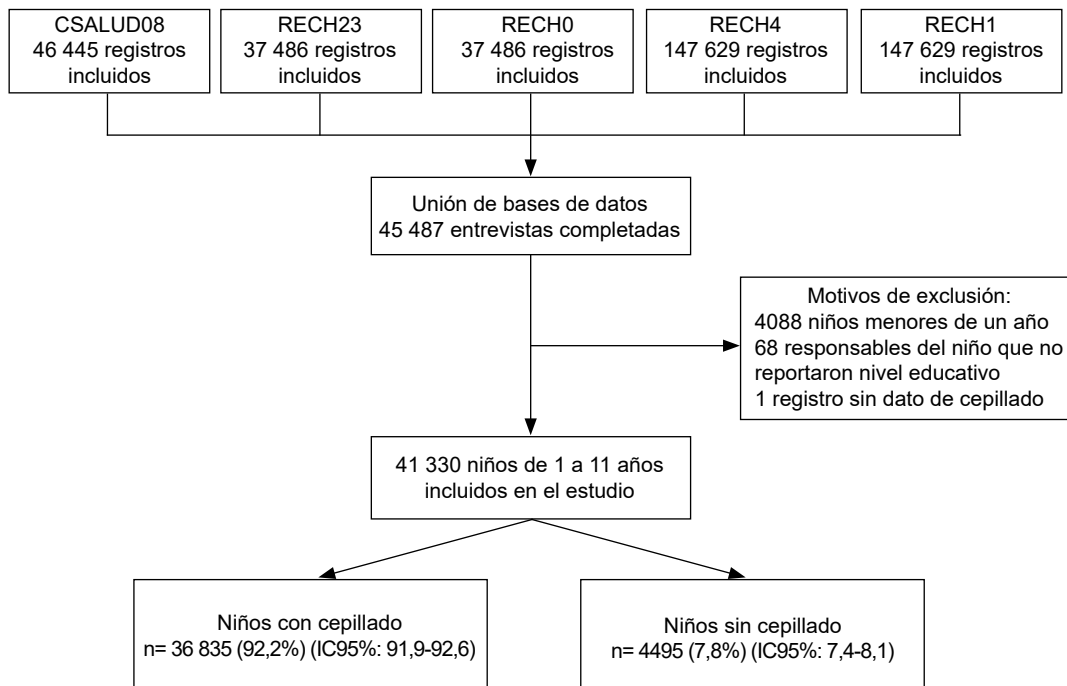 CSALUD08
46 445 registros
incluidos
RECH23
37 486 registros
incluidos
RECH0
37 486 registros
incluidos
RECH4
147 629 registros
incluidos
RECH1
147 629 registros
incluidos
Unión de bases de datos
45 487 entrevistas completadas
Motivos de exclusión:
4088 niños menores de un año
68 responsables del niño que no
reportaron nivel educativo
1 registro sin dato de cepillado
41 330 niños de 1 a 11 años
incluidos en el estudio
Niños con cepillado
n= 36 835 (92,2%) (IC95%: 91,9-92,6)
Niños sin cepillado
n= 4495 (7,8%) (IC95%: 7,4-8,1)